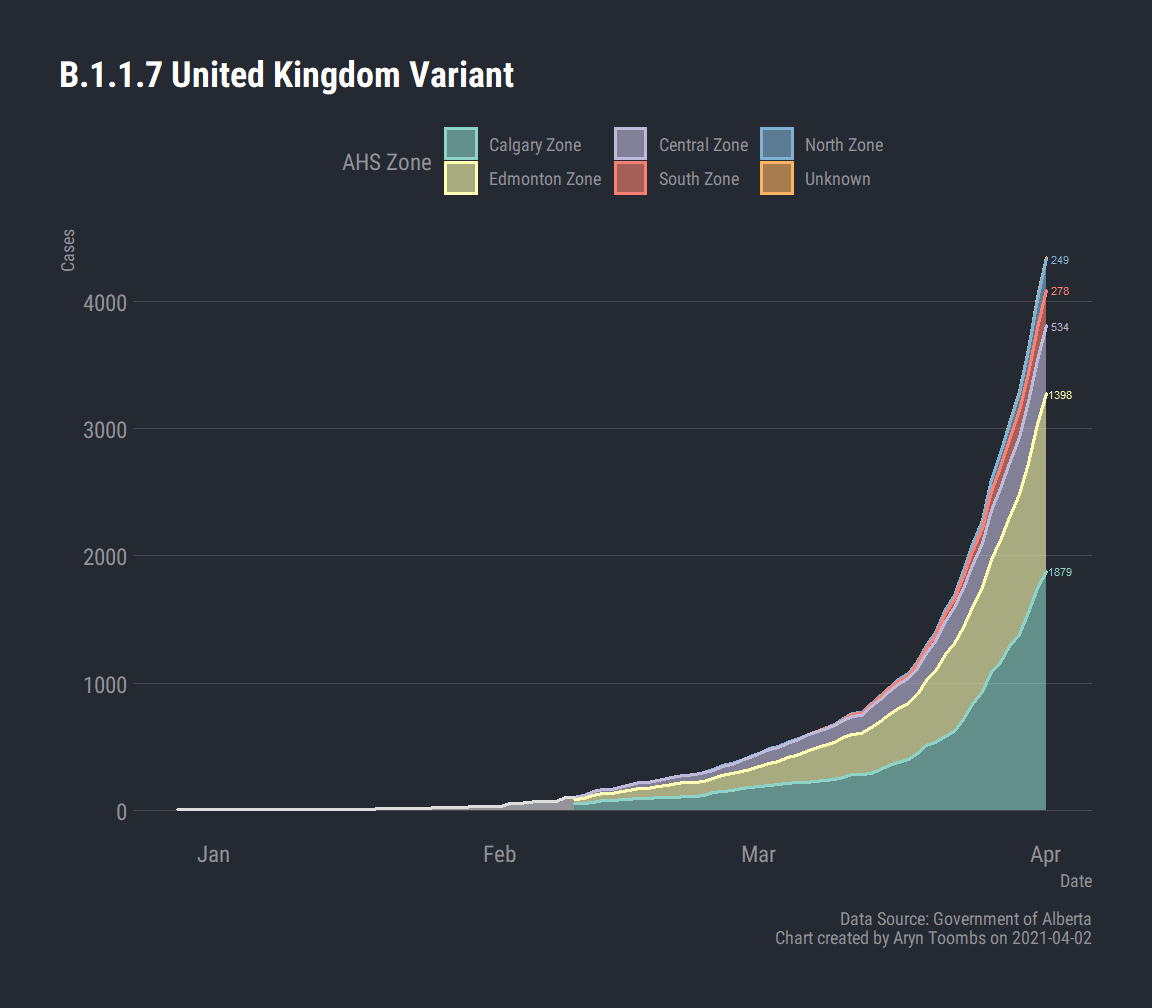 B.1.1.7 United Kingdom Variant
AHS Zone
Calgary Zone
Central Zone
North Zone
Edmonton Zone
South Zone
Unknown
Cases
249
278
4000
534
1398
3000
2000
1879
1000
0
Jan
Feb
Mar
Apr
Date
Data Source: Government of Alberta
Chart created by Aryn Toombs on 2021-04-02